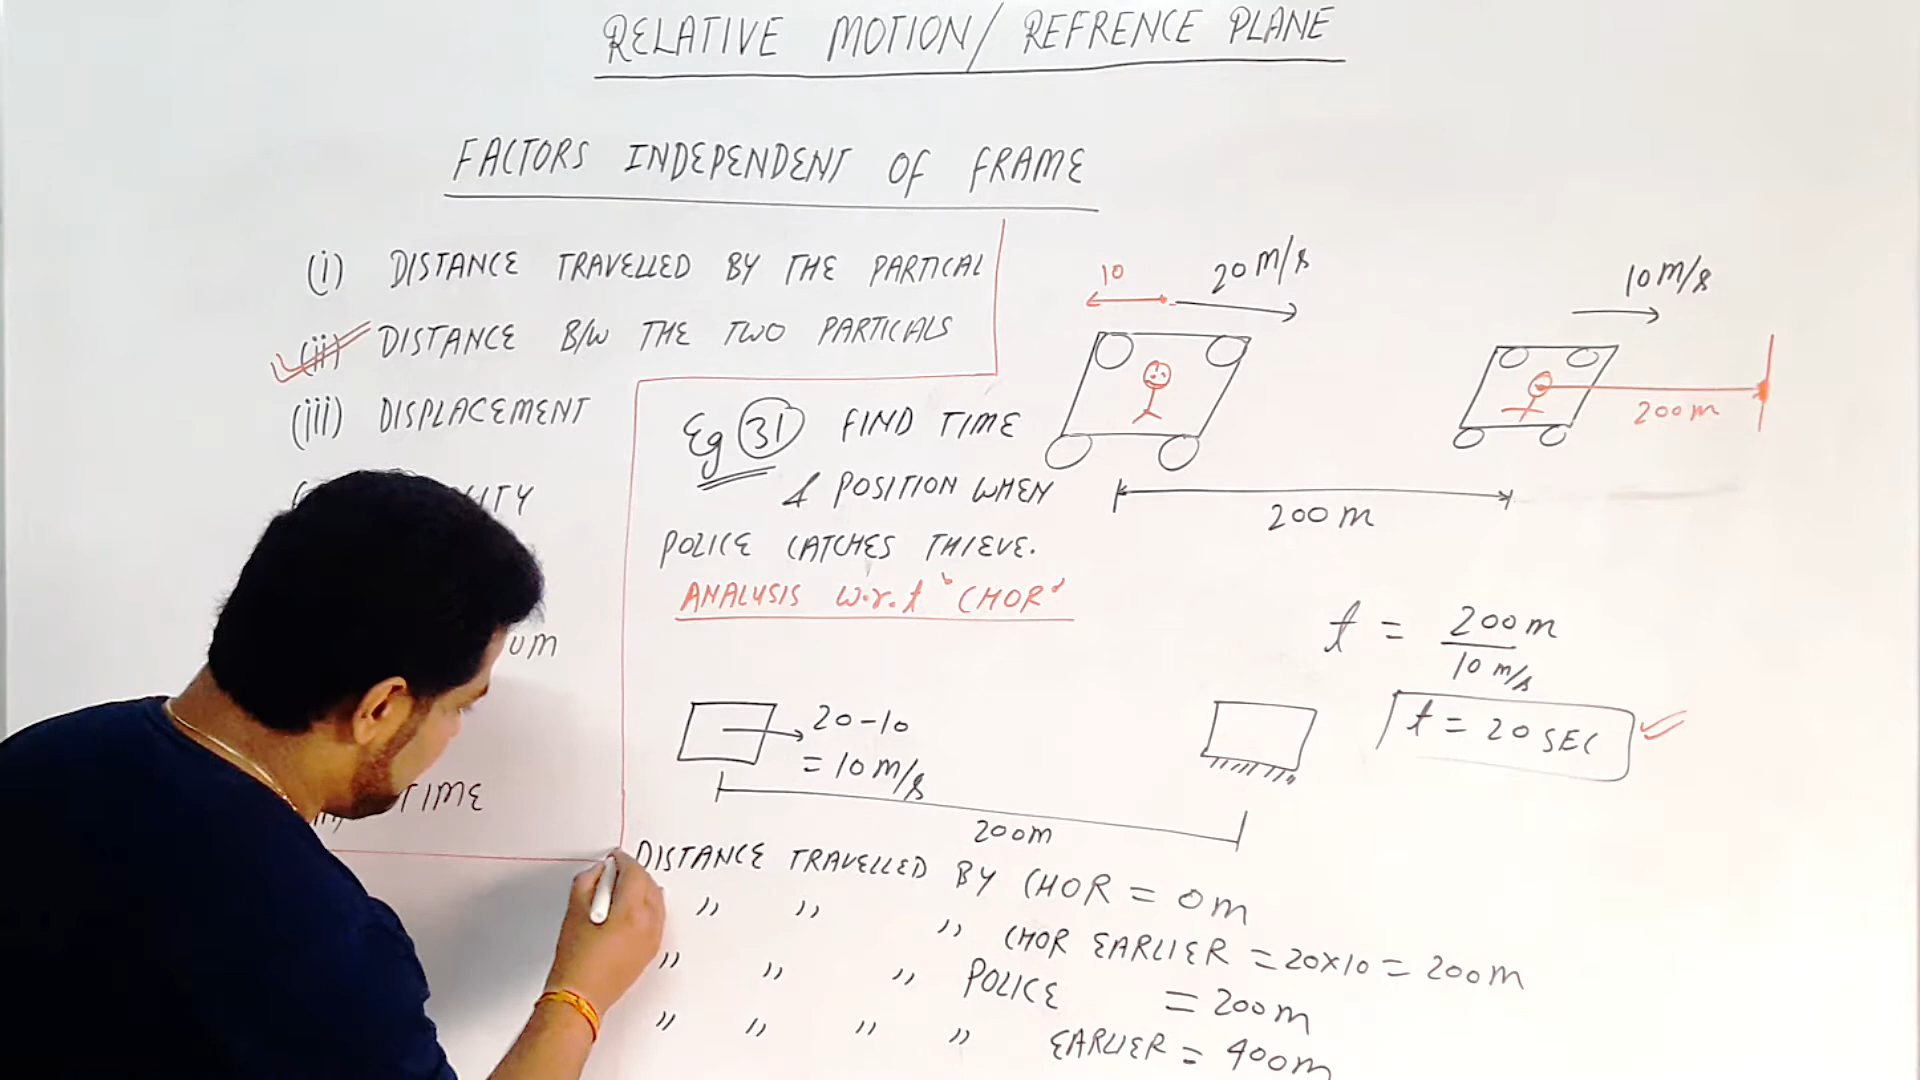 RELATIVE MOTION/ REFRENCE PLANE
FACTORS INDEPENDENT OF FRAME
(i) DISTANCE TRAVELLED BY THE PARTICAL
(ii) DISTANCE B/W THE TWO PARTICALS
(iii) DISPLACEMENT
TIME
Eg 31 FIND TIME
& POSITION WHEN
POLICE CATCHES THIEVE.
ANALYSIS w.r.t "CHOR"
10
20 m/s
10 m/s
200 m
200 m
20-10
= 10 m/s
200 m
t = 200 m
10 m/s
t = 20 SEC
DISTANCE TRAVELLED BY CHOR = 0 m
" " " CHOR EARLIER = 20×10 = 200 m
" " " POLICE = 200 m
" " " " EARLIER = 400 m